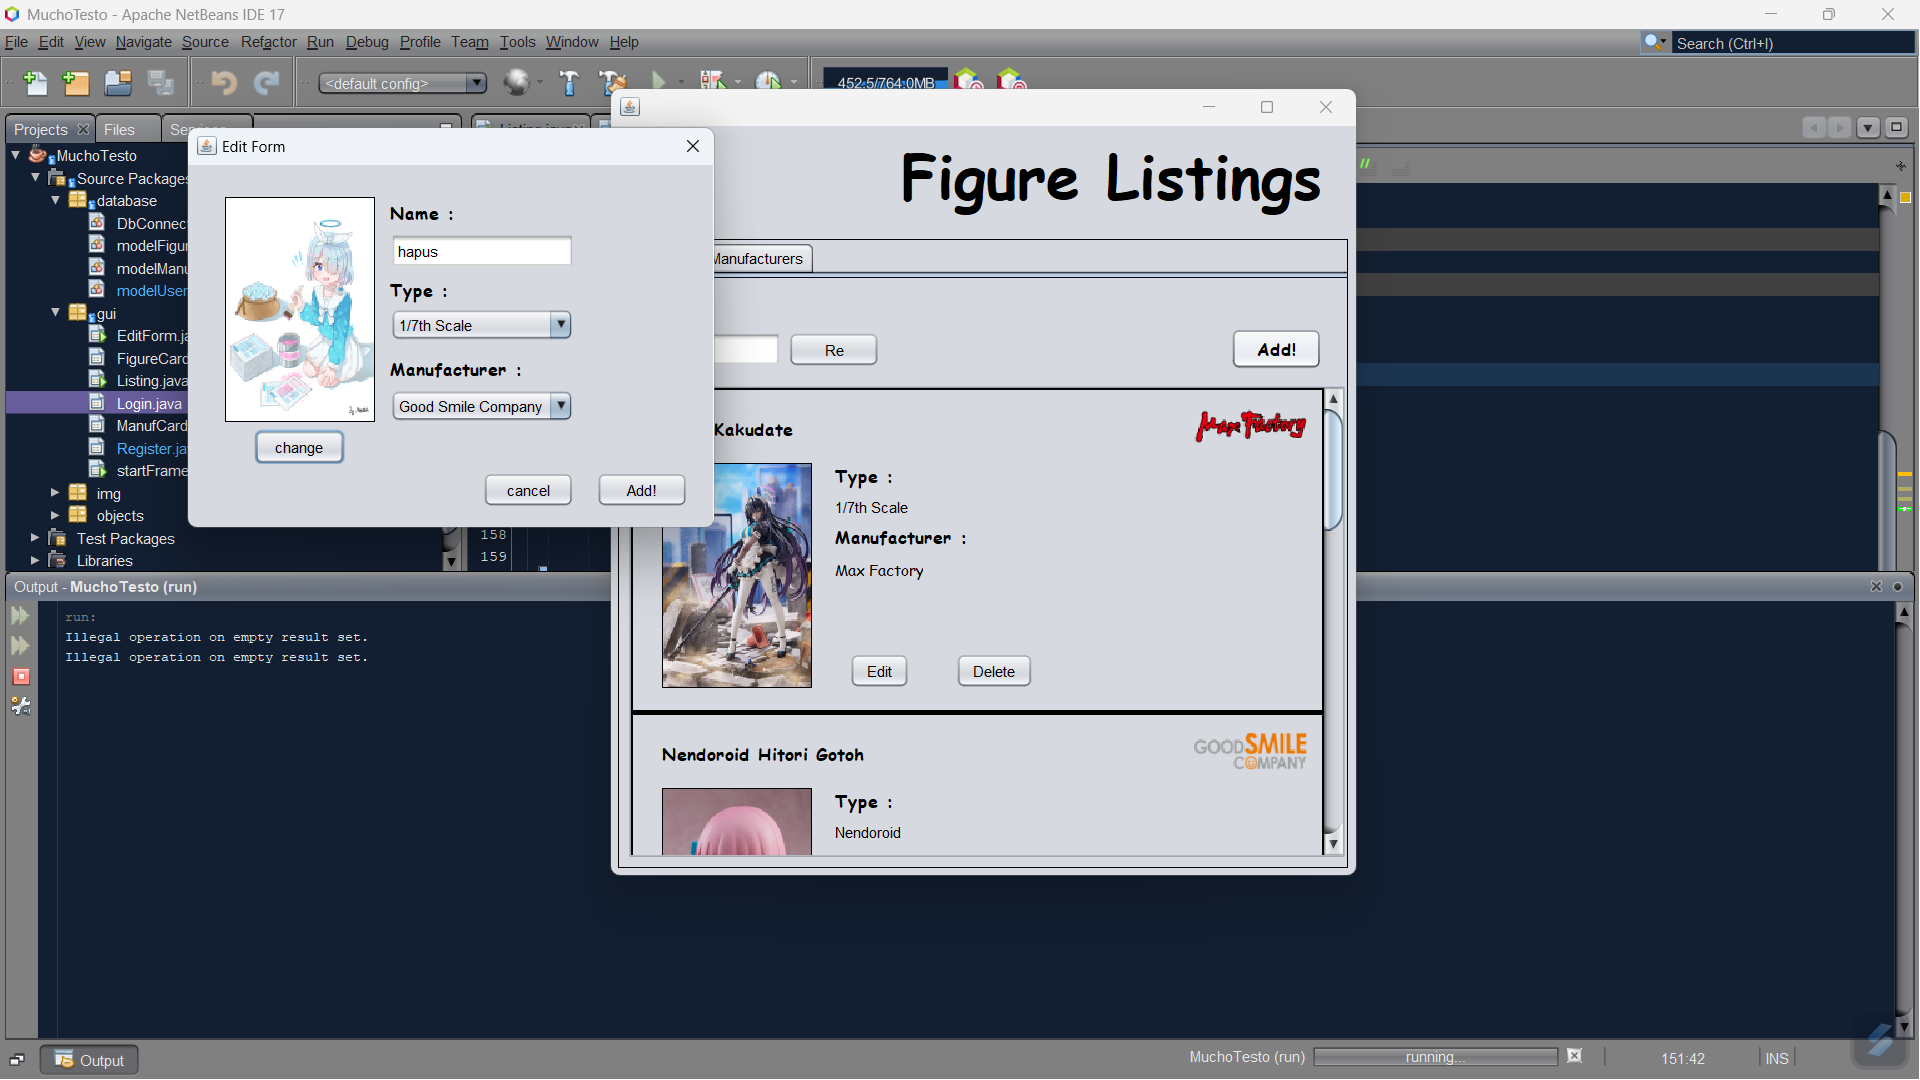 MuchoTesto - Apache NetBeans IDE 17
File Edit View Navigate Source Refactor Run Debug Profile Team Tools Window Help
Search (Ctrl+I)
<default config>
452.5/764.0MB
Projects Files
MuchoTesto
Source Packages
database
DbConnec
modelFigur
modelManu
modelUser
gui
EditForm.ja
FigureCard
Listing.java
Login.java
ManufCard
Register.ja
startFrame
img
objects
Test Packages
Libraries
158
159
Edit Form
Name :
hapus
Type :
1/7th Scale
Manufacturer :
Good Smile Company
change
cancel
Add!
Figure Listings
Manufacturers
Re
Add!
Kakudate
Max Factory
Type :
1/7th Scale
Manufacturer :
Max Factory
Edit
Delete
Nendoroid Hitori Gotoh
GOOD SMILE
COMPANY
Type :
Nendoroid
Output - MuchoTesto (run)
run:
Illegal operation on empty result set.
Illegal operation on empty result set.
Output
MuchoTesto (run)
running...
151:42
INS